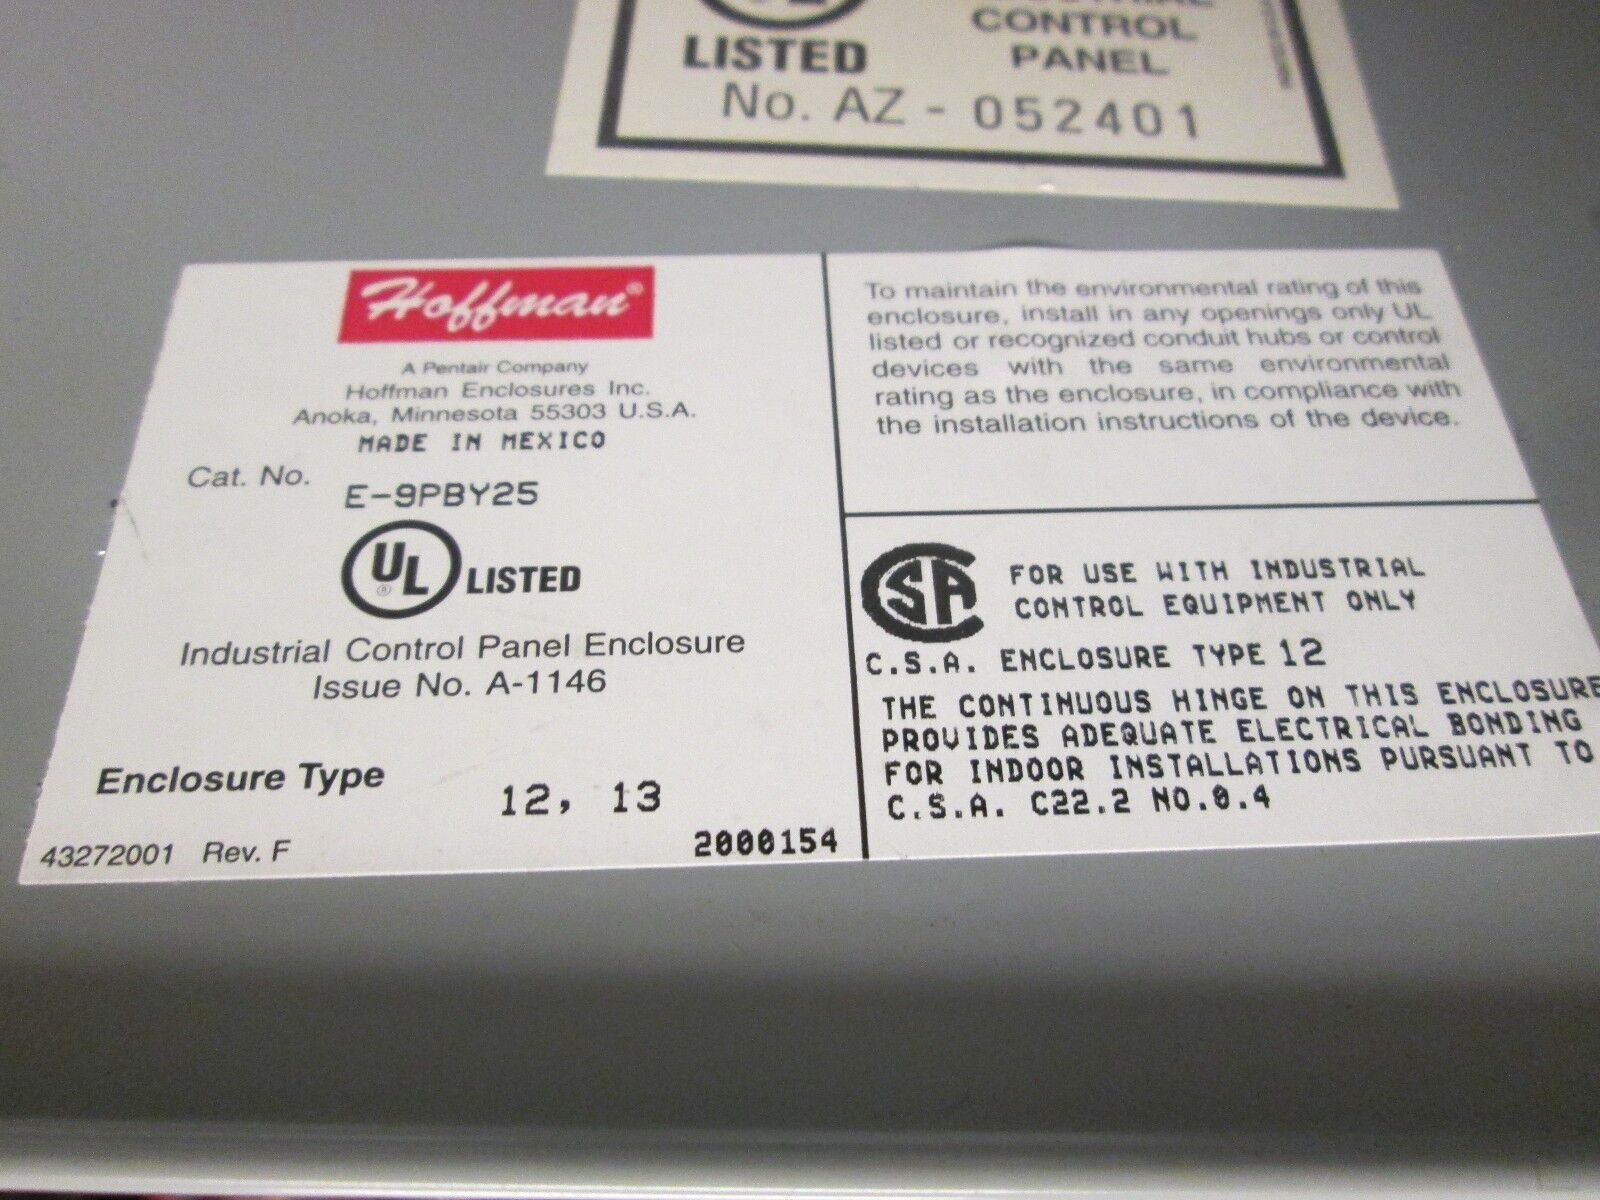 UL
LISTED
CONTROL
PANEL
No. AZ - 052401
Hoffman®
A Pentair Company
Hoffman Enclosures Inc.
Anoka, Minnesota 55303 U.S.A.
MADE IN MEXICO
Cat. No. E-9PBY25
UL® LISTED
Industrial Control Panel Enclosure
Issue No. A-1146
Enclosure Type 12, 13
43272001 Rev. F 2000154
To maintain the environmental rating of this
enclosure, install in any openings only UL
listed or recognized conduit hubs or control
devices with the same environmental
rating as the enclosure, in compliance with
the installation instructions of the device.
CSA
FOR USE WITH INDUSTRIAL
CONTROL EQUIPMENT ONLY
C.S.A. ENCLOSURE TYPE 12
THE CONTINUOUS HINGE ON THIS ENCLOSURE
PROVIDES ADEQUATE ELECTRICAL BONDING
FOR INDOOR INSTALLATIONS PURSUANT TO
C.S.A. C22.2 NO.0.4